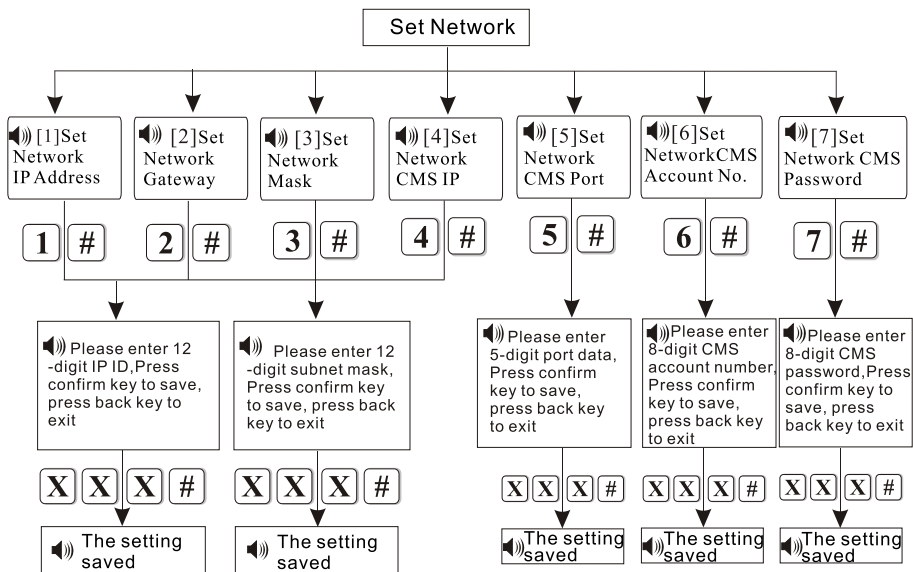 Set Network
[1]Set
Network
IP Address
[2]Set
Network
Gateway
[3]Set
Network
Mask
[4]Set
Network
CMS IP
[5]Set
Network
CMS Port
[6]Set
NetworkCMS
Account No.
[7]Set
Network CMS
Password
1 #
2 #
3 #
4 #
5 #
6 #
7 #
Please enter 12
-digit IP ID,Press
confirm key to save,
press back key to
exit
Please enter 12
-digit subnet mask,
Press confirm key
to save, press back
key to exit
Please enter
5-digit port data,
Press confirm
key to save,
press back key
to exit
Please enter
8-digit CMS
account number,
Press confirm
key to save,
press back key
to exit
Please enter
8-digit CMS
password,Press
confirm key to
save, press
back key to exit
X X X #
X X X #
X X X #
X X X #
X X X #
The setting
saved
The setting
saved
The setting
saved
The setting
saved
The setting
saved